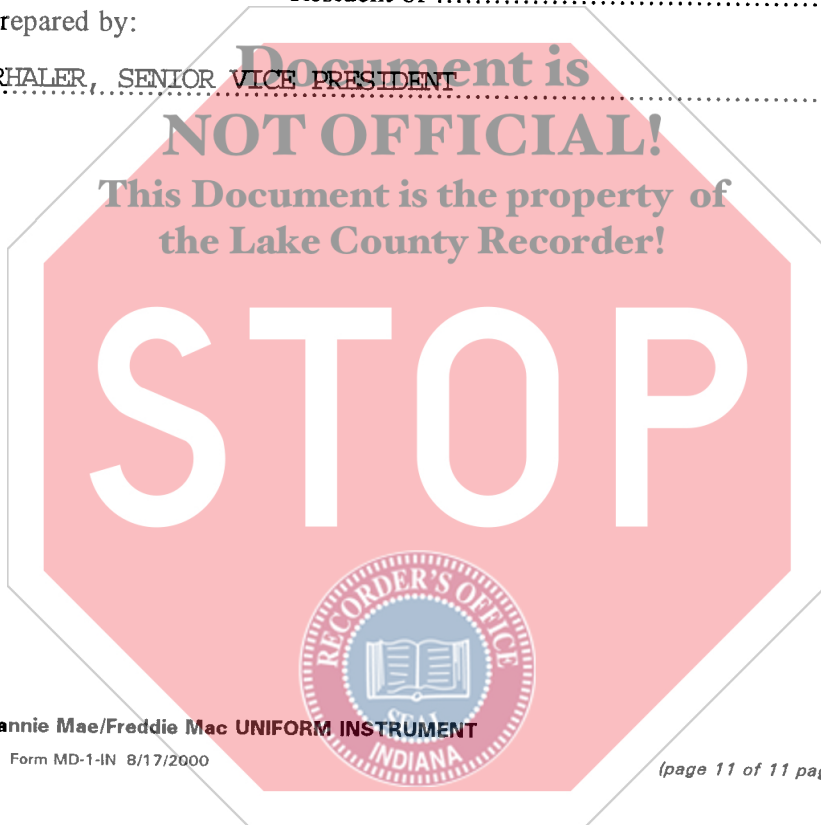 repared by:
RHALER, SENIOR VICE PRESIDENT
Document is
NOT OFFICIAL!
This Document is the property of
the Lake County Recorder!
STOP
RECORDER'S OFFICE
SEAL
INDIANA
annie Mae/Freddie Mac UNIFORM INSTRUMENT
Form MD-1-IN 8/17/2000
(page 11 of 11 pag